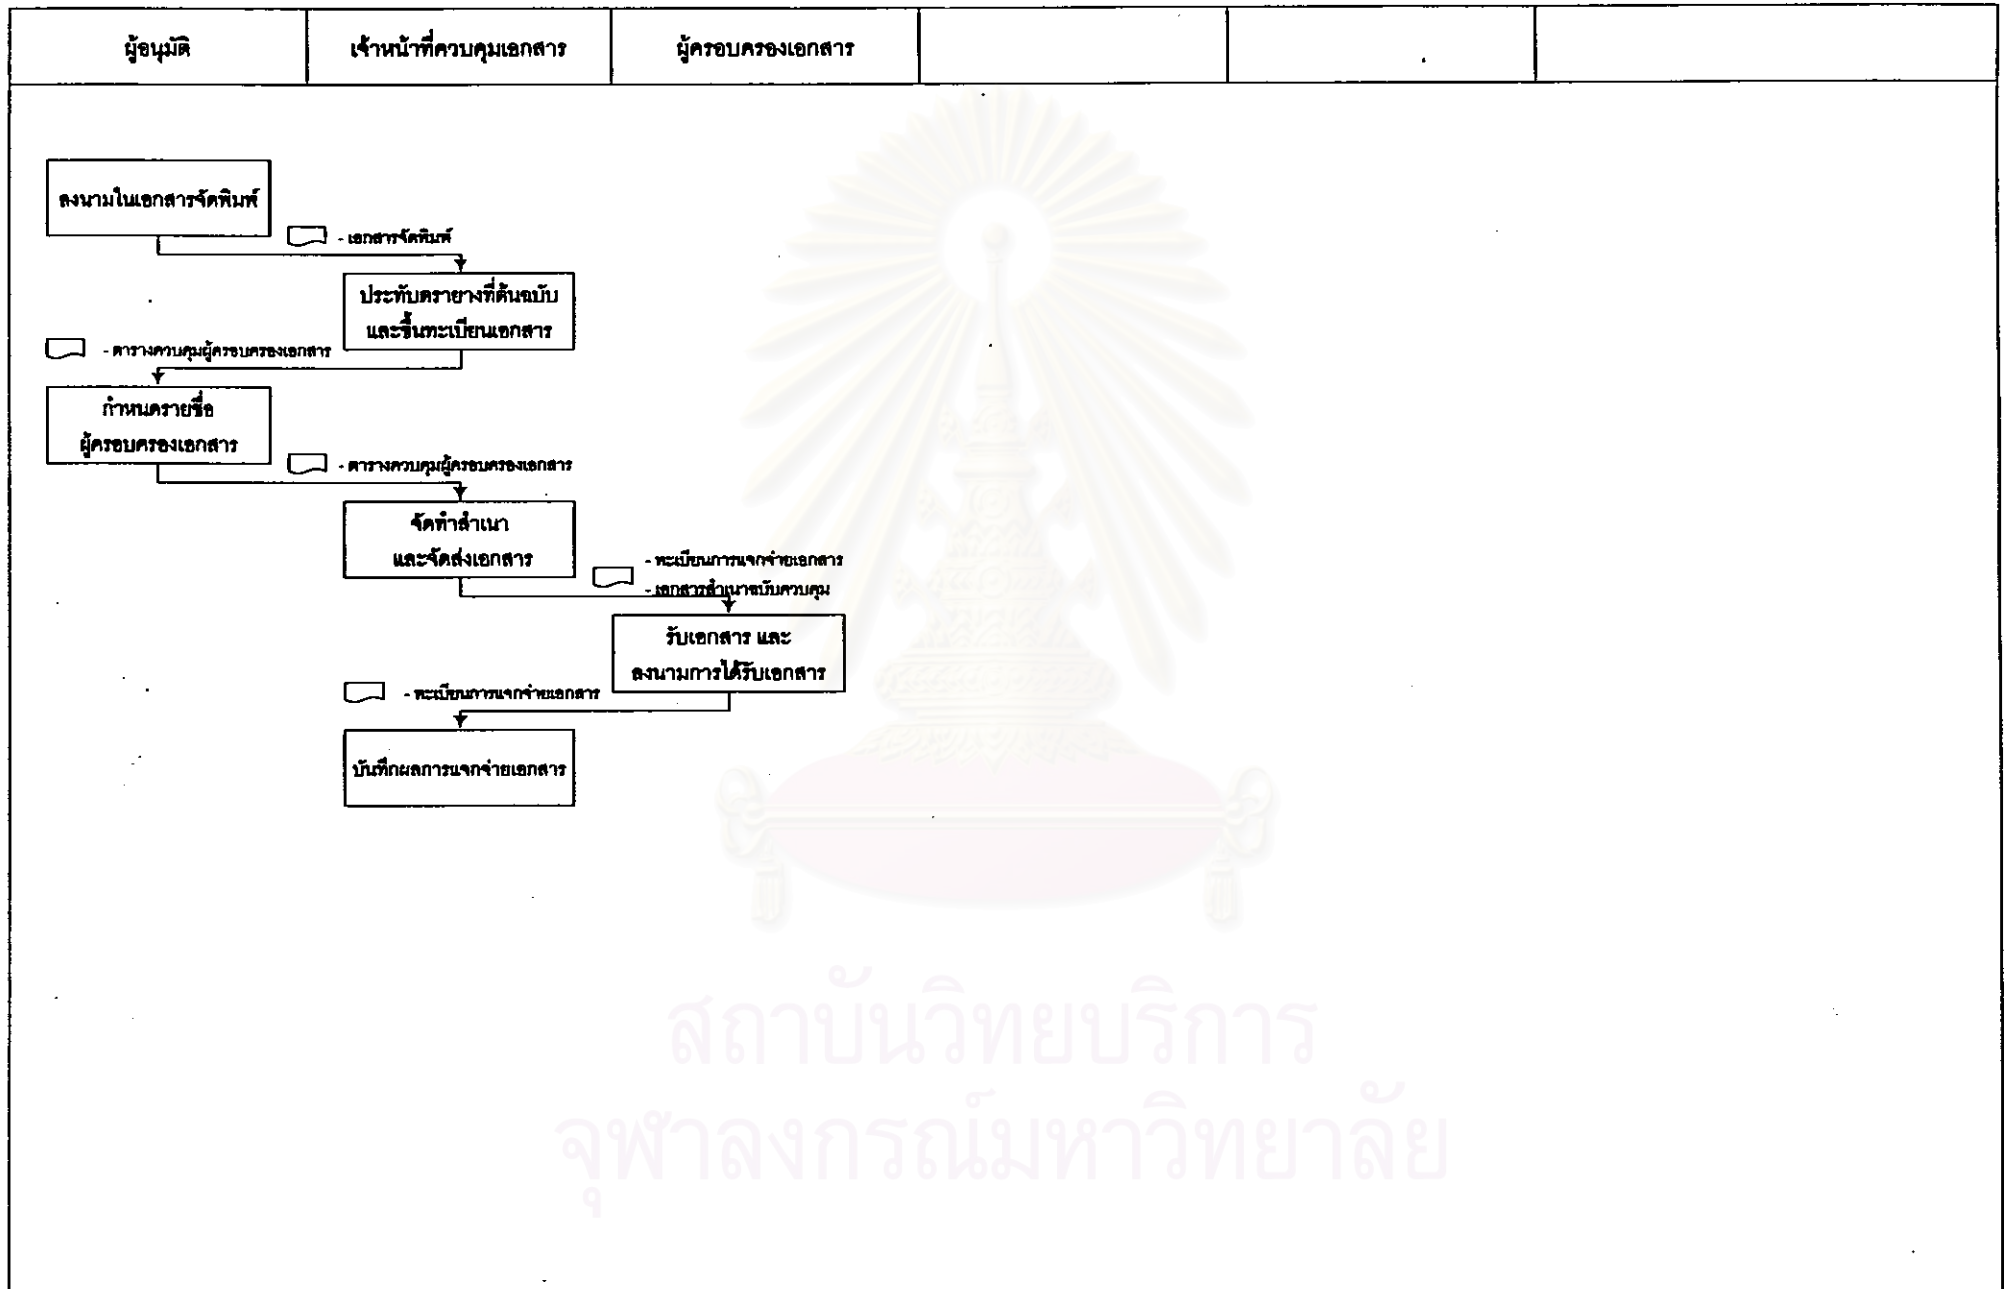 ผู้อนุมัติ
เจ้าหน้าที่ควบคุมเอกสาร
ผู้ครอบครองเอกสาร
ลงนามในเอกสารจัดพิมพ์
- เอกสารจัดพิมพ์
ประทับตรายางที่ต้นฉบับ
และขึ้นทะเบียนเอกสาร
- ตารางควบคุมผู้ครอบครองเอกสาร
กำหนดรายชื่อ
ผู้ครอบครองเอกสาร
- ตารางควบคุมผู้ครอบครองเอกสาร
จัดทำสำเนา
และจัดส่งเอกสาร
- ทะเบียนการแจกจ่ายเอกสาร
- เอกสารสำเนาฉบับควบคุม
รับเอกสาร และ
ลงนามการได้รับเอกสาร
- ทะเบียนการแจกจ่ายเอกสาร
บันทึกผลการแจกจ่ายเอกสาร
สถาบันวิทยบริการ
จุฬาลงกรณ์มหาวิทยาลัย